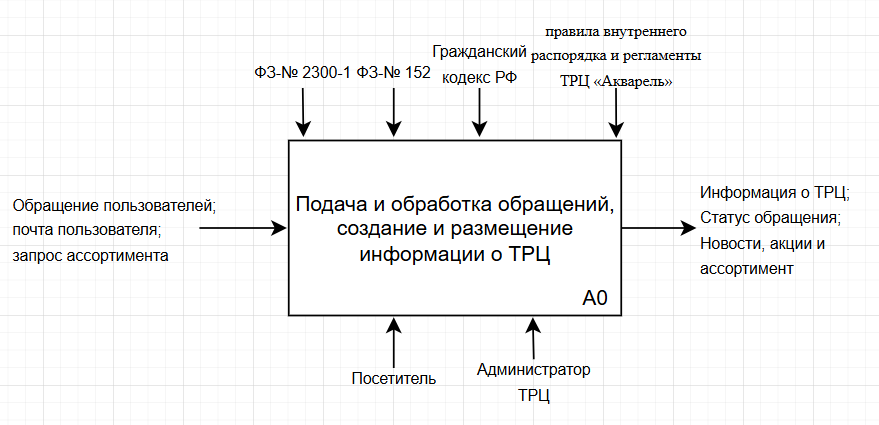 правила внутреннего
распорядка и регламенты
ТРЦ «Акварель»
Гражданский
кодекс РФ
ФЗ-№ 2300-1 ФЗ-№ 152
Обращение пользователей;
почта пользователя;
запрос ассортимента
Подача и обработка обращений,
создание и размещение
информации о ТРЦ
A0
Информация о ТРЦ;
Статус обращения;
Новости, акции и
ассортимент
Посетитель
Администратор
ТРЦ